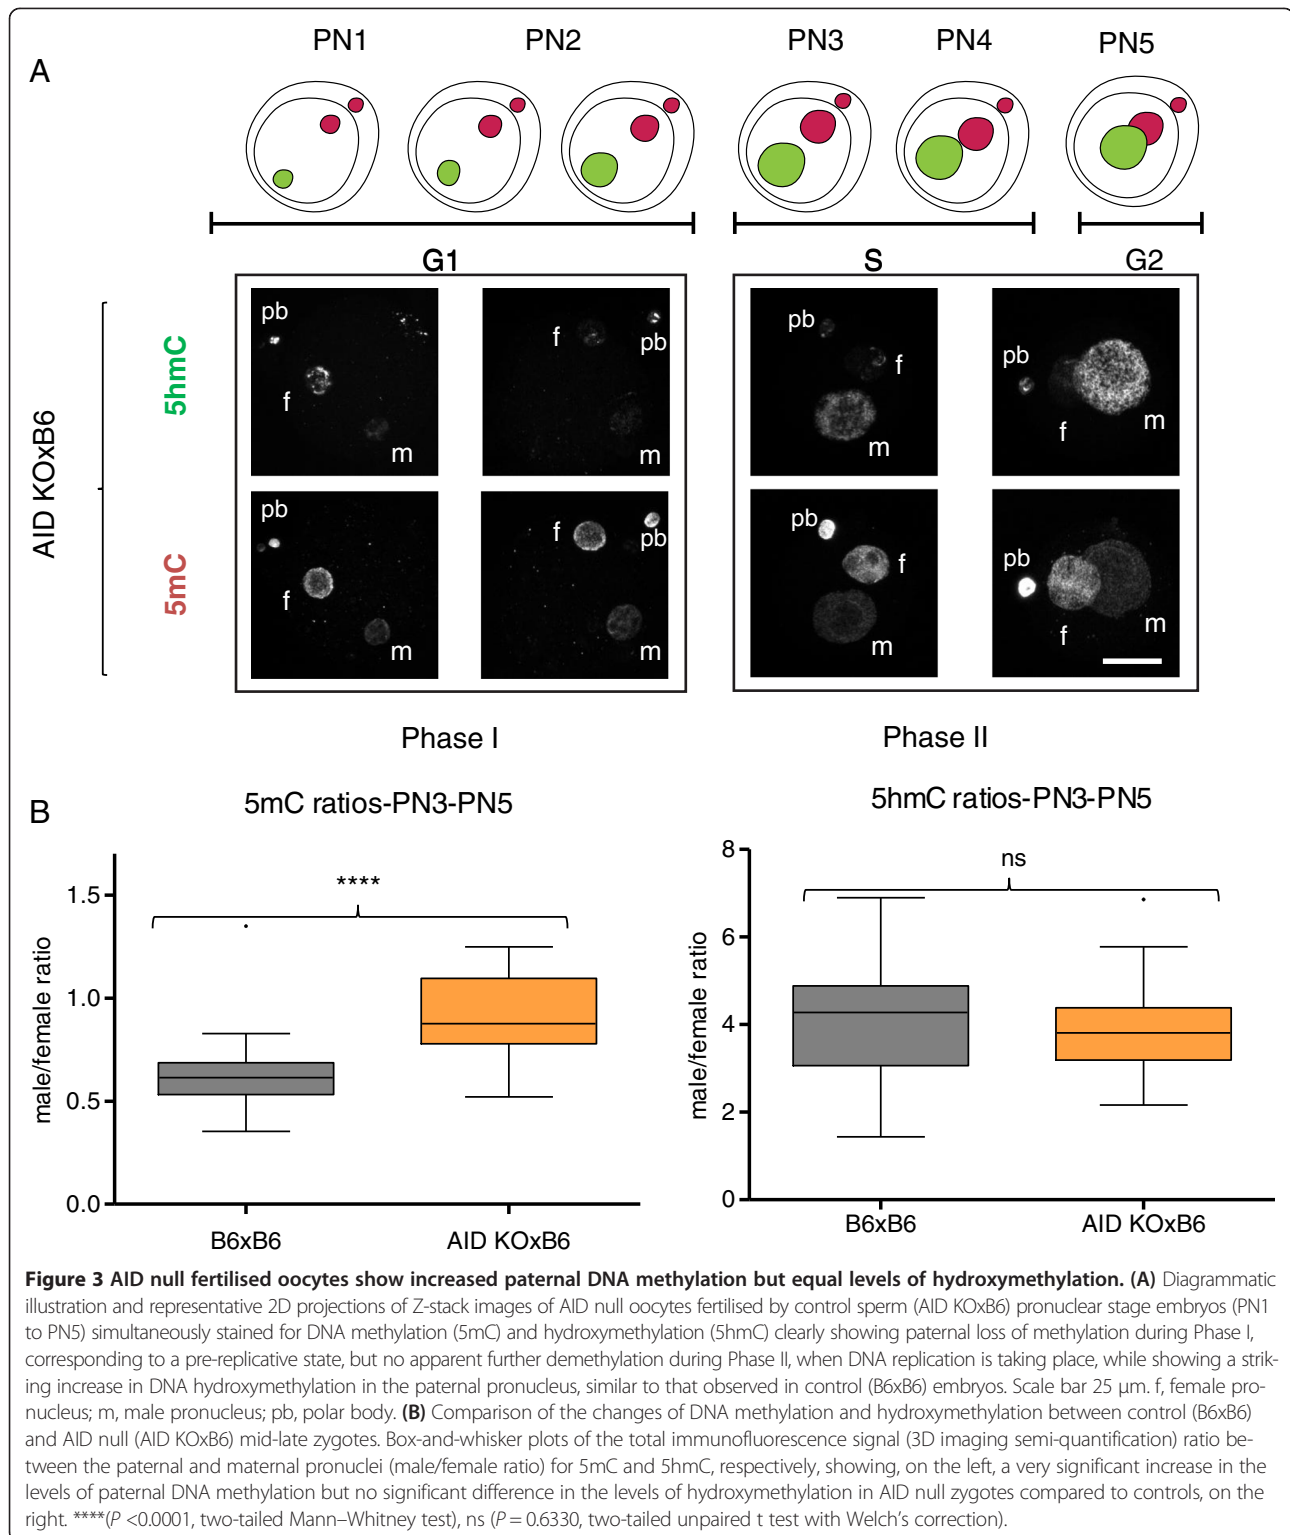 A
PN1 PN2 PN3 PN4 PN5
G1 S G2
AID KOxB6
5hmC
pb f m
f pb m
pb f m
pb f m
5mC
pb f m
f pb m
pb f m
pb f m
Phase I Phase II
B
5mC ratios-PN3-PN5
male/female ratio
1.5
1.0
0.5
0.0
****
B6xB6 AID KOxB6
5hmC ratios-PN3-PN5
male/female ratio
8
6
4
2
0
ns
B6xB6 AID KOxB6
Figure 3 AID null fertilised oocytes show increased paternal DNA methylation but equal levels of hydroxymethylation. (A) Diagrammatic
illustration and representative 2D projections of Z-stack images of AID null oocytes fertilised by control sperm (AID KOxB6) pronuclear stage embryos (PN1
to PN5) simultaneously stained for DNA methylation (5mC) and hydroxymethylation (5hmC) clearly showing paternal loss of methylation during Phase I,
corresponding to a pre-replicative state, but no apparent further demethylation during Phase II, when DNA replication is taking place, while showing a strik-
ing increase in DNA hydroxymethylation in the paternal pronucleus, similar to that observed in control (B6xB6) embryos. Scale bar 25 μm. f, female pro-
nucleus; m, male pronucleus; pb, polar body. (B) Comparison of the changes of DNA methylation and hydroxymethylation between control (B6xB6)
and AID null (AID KOxB6) mid-late zygotes. Box-and-whisker plots of the total immunofluorescence signal (3D imaging semi-quantification) ratio be-
tween the paternal and maternal pronuclei (male/female ratio) for 5mC and 5hmC, respectively, showing, on the left, a very significant increase in the
levels of paternal DNA methylation but no significant difference in the levels of hydroxymethylation in AID null zygotes compared to controls, on the
right. ****(P <0.0001, two-tailed Mann–Whitney test), ns (P = 0.6330, two-tailed unpaired t test with Welch's correction).